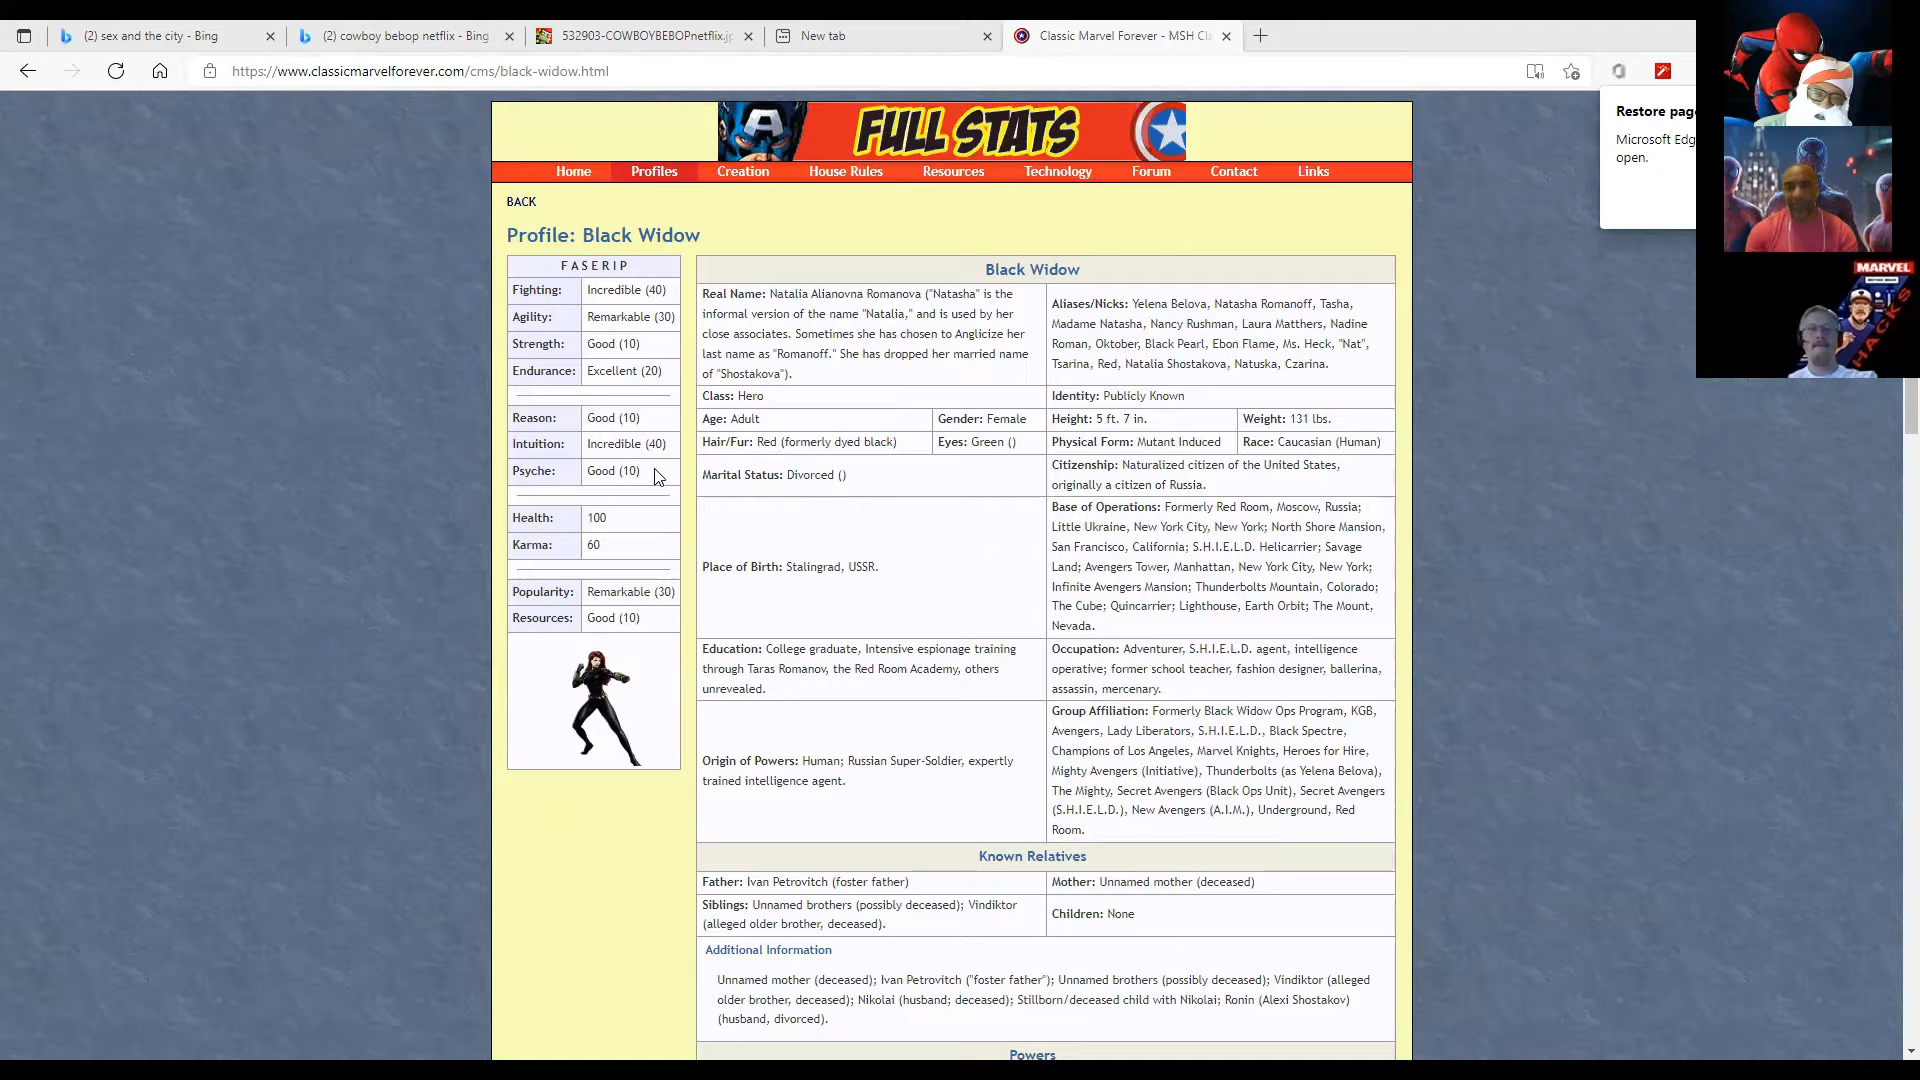 (2) sex and the city - Bing
(2) cowboy bebop netflix - Bing
532903-COWBOYBEBOPnetflix.j
New tab
Classic Marvel Forever - MSH Cla
https://www.classicmarvelforever.com/cms/black-widow.html
Restore pag
Microsoft Edg
open.
MARVEL
HACKS
FULL STATS
Home
Profiles
Creation
House Rules
Resources
Technology
Forum
Contact
Links
BACK
Profile: Black Widow
F A S E R I P
Fighting: Incredible (40)
Agility: Remarkable (30)
Strength: Good (10)
Endurance: Excellent (20)
Reason: Good (10)
Intuition: Incredible (40)
Psyche: Good (10)
Health: 100
Karma: 60
Popularity: Remarkable (30)
Resources: Good (10)
Black Widow
Real Name: Natalia Alianovna Romanova ("Natasha" is the
informal version of the name "Natalia," and is used by her
close associates. Sometimes she has chosen to Anglicize her
last name as "Romanoff." She has dropped her married name
of "Shostakova").
Aliases/Nicks: Yelena Belova, Natasha Romanoff, Tasha,
Madame Natasha, Nancy Rushman, Laura Matthers, Nadine
Roman, Oktober, Black Pearl, Ebon Flame, Ms. Heck, "Nat",
Tsarina, Red, Natalia Shostakova, Natuska, Czarina.
Class: Hero
Identity: Publicly Known
Age: Adult
Gender: Female
Height: 5 ft. 7 in.
Weight: 131 lbs.
Hair/Fur: Red (formerly dyed black)
Eyes: Green ()
Physical Form: Mutant Induced
Race: Caucasian (Human)
Marital Status: Divorced ()
Citizenship: Naturalized citizen of the United States,
originally a citizen of Russia.
Place of Birth: Stalingrad, USSR.
Base of Operations: Formerly Red Room, Moscow, Russia;
Little Ukraine, New York City, New York; North Shore Mansion,
San Francisco, California; S.H.I.E.L.D. Helicarrier; Savage
Land; Avengers Tower, Manhattan, New York City, New York;
Infinite Avengers Mansion; Thunderbolts Mountain, Colorado;
The Cube; Quincarrier; Lighthouse, Earth Orbit; The Mount,
Nevada.
Education: College graduate, Intensive espionage training
through Taras Romanov, the Red Room Academy, others
unrevealed.
Occupation: Adventurer, S.H.I.E.L.D. agent, intelligence
operative; former school teacher, fashion designer, ballerina,
assassin, mercenary.
Origin of Powers: Human; Russian Super-Soldier, expertly
trained intelligence agent.
Group Affiliation: Formerly Black Widow Ops Program, KGB,
Avengers, Lady Liberators, S.H.I.E.L.D., Black Spectre,
Champions of Los Angeles, Marvel Knights, Heroes for Hire,
Mighty Avengers (Initiative), Thunderbolts (as Yelena Belova),
The Mighty, Secret Avengers (Black Ops Unit), Secret Avengers
(S.H.I.E.L.D.), New Avengers (A.I.M.), Underground, Red
Room.
Known Relatives
Father: Ivan Petrovitch (foster father)
Mother: Unnamed mother (deceased)
Siblings: Unnamed brothers (possibly deceased); Vindiktor
(alleged older brother, deceased).
Children: None
Additional Information
Unnamed mother (deceased); Ivan Petrovitch ("foster father"); Unnamed brothers (possibly deceased); Vindiktor (alleged
older brother, deceased); Nikolai (husband; deceased); Stillborn/deceased child with Nikolai; Ronin (Alexi Shostakov)
(husband, divorced).
Powers